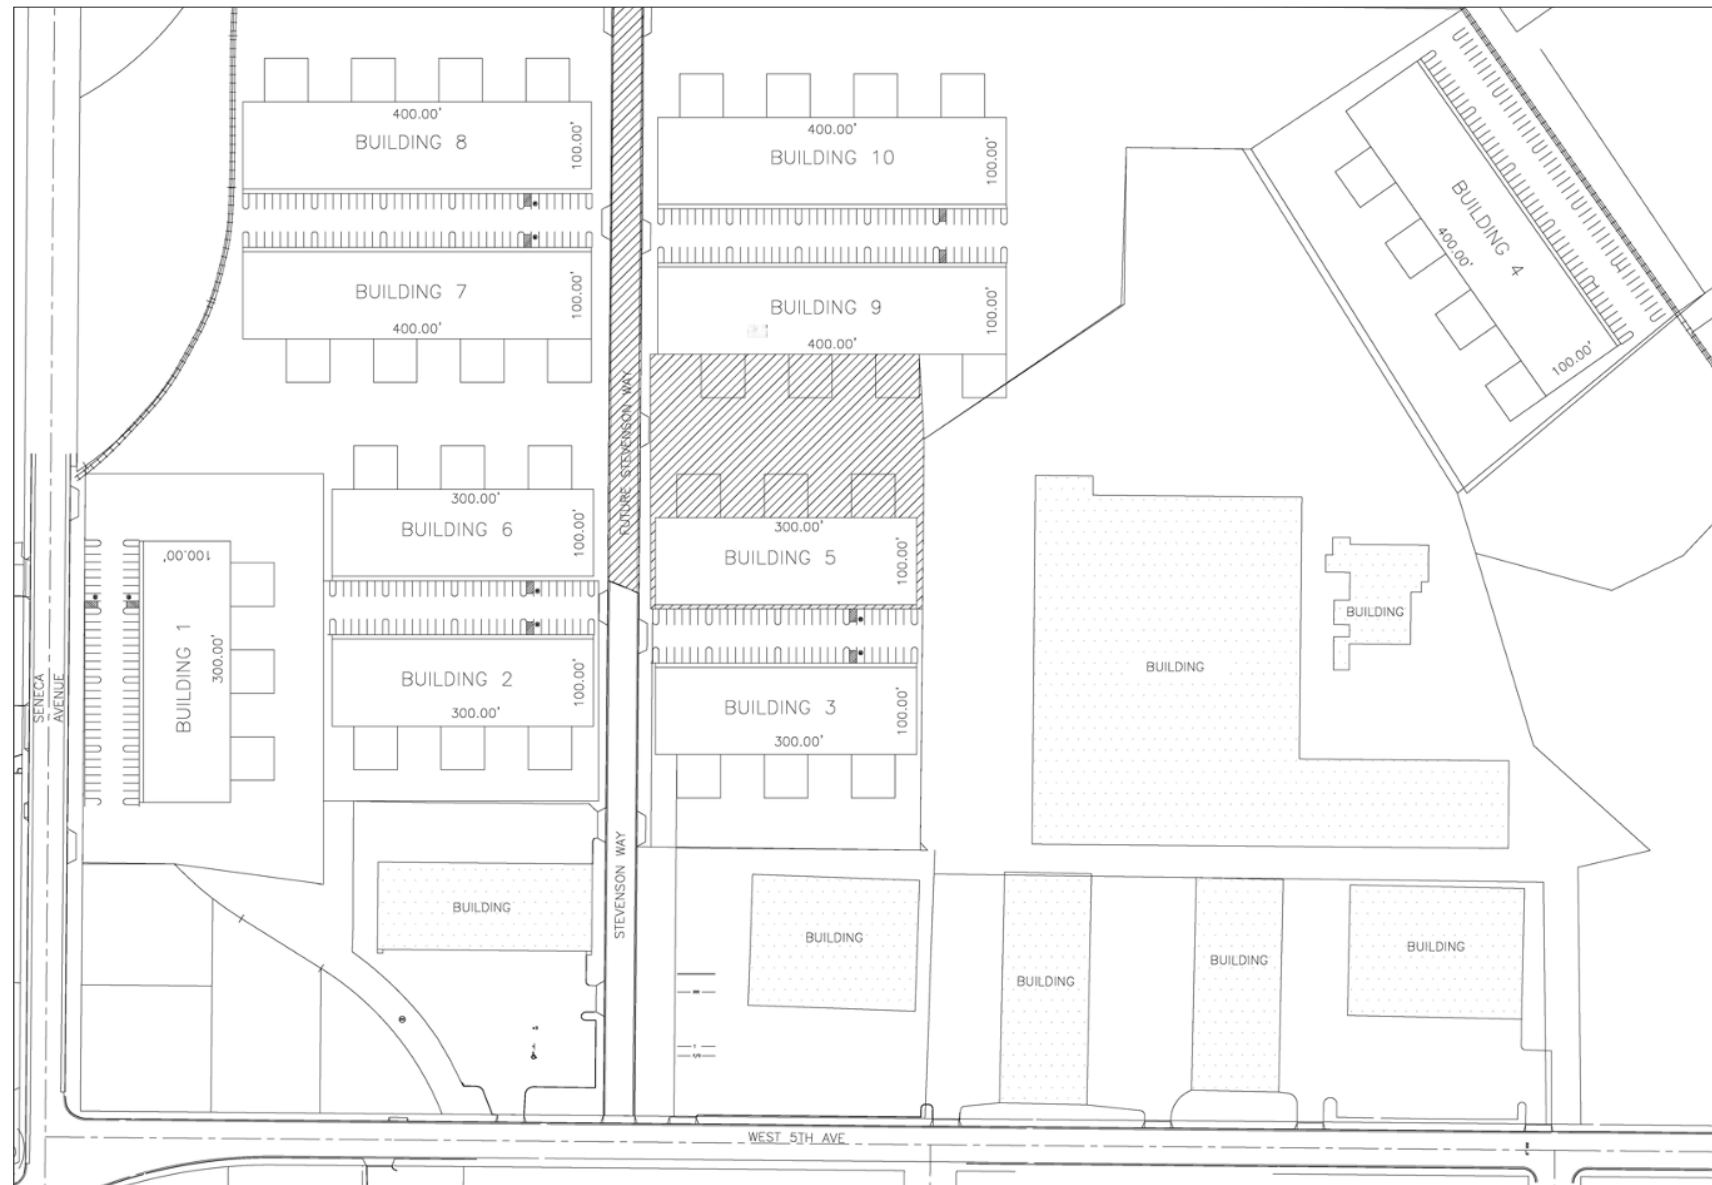 400.00'
BUILDING 8
100.00'
400.00'
BUILDING 10
100.00'
BUILDING 4
400.00'
100.00'
BUILDING 7
400.00'
100.00'
BUILDING 9
400.00'
100.00'
FUTURE STEVENSON WAY
300.00'
BUILDING 6
100.00'
300.00'
BUILDING 5
100.00'
100.00'
BUILDING 1
300.00'
BUILDING 2
300.00'
100.00'
BUILDING 3
300.00'
100.00'
BUILDING
BUILDING
SENECA
AVENUE
STEVENSON WAY
BUILDING
BUILDING
BUILDING
BUILDING
BUILDING
WEST 5TH AVE